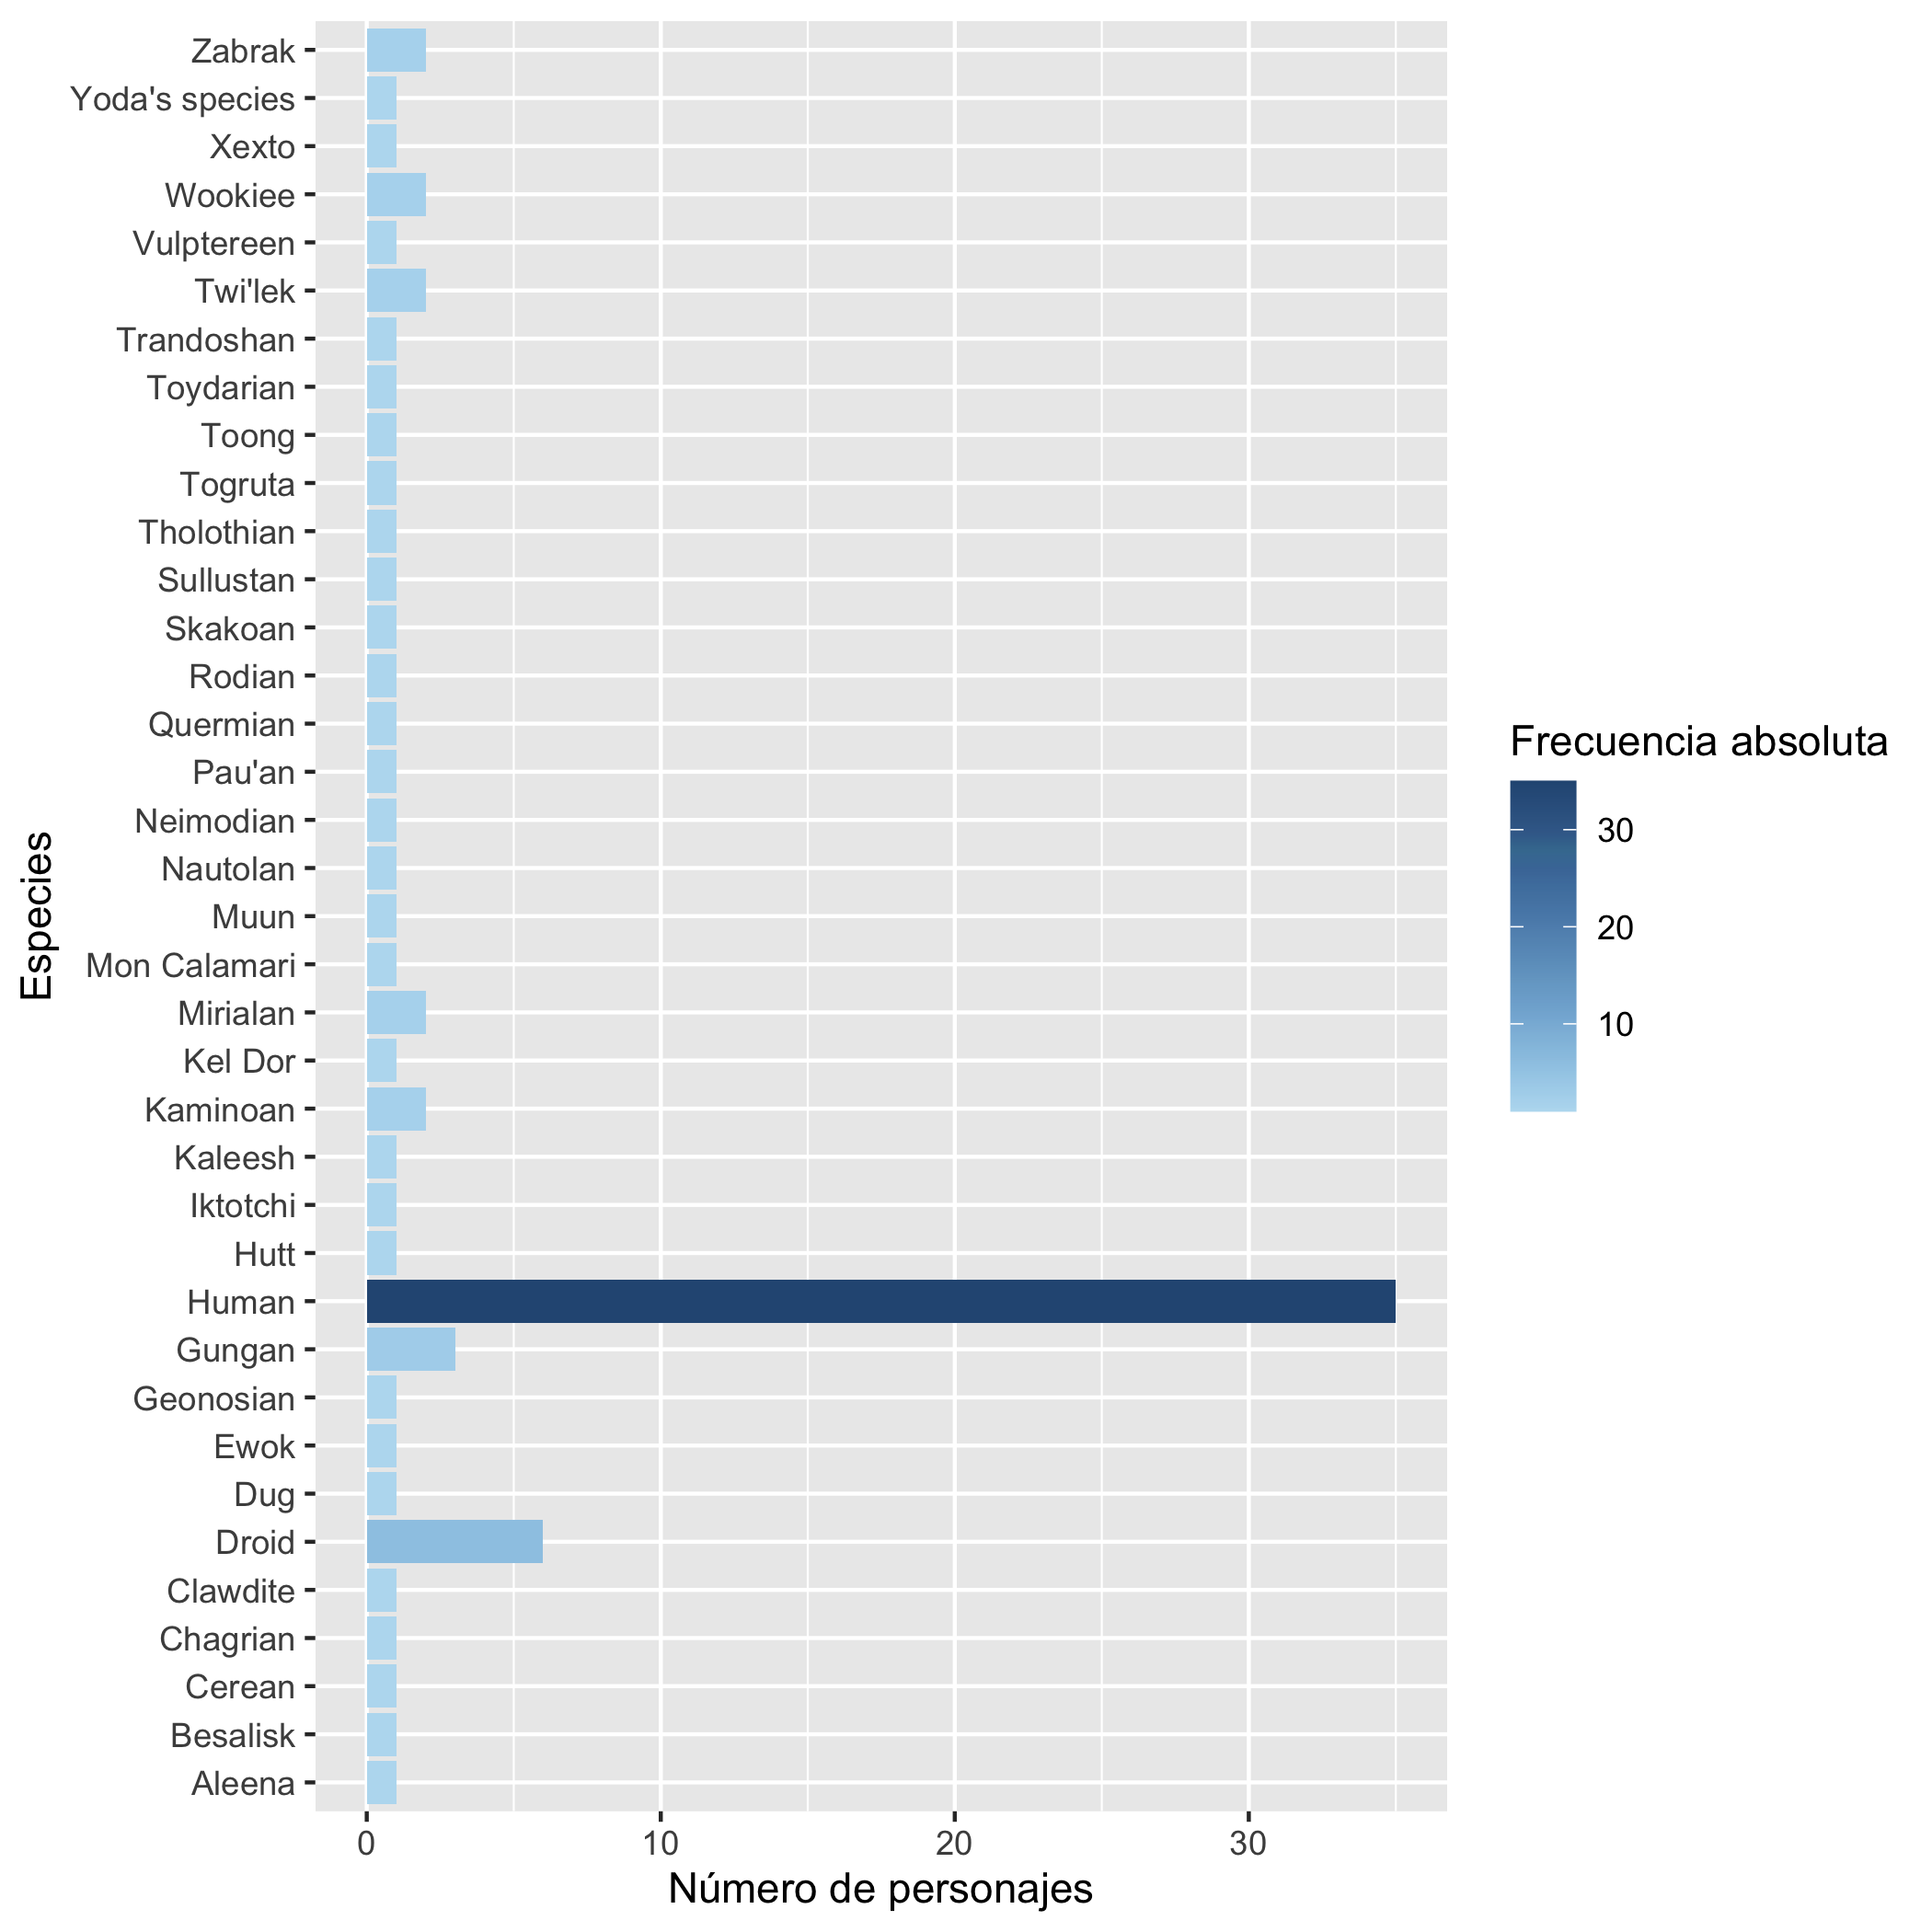 Zabrak
Yoda's species
Xexto
Wookiee
Vulptereen
Twi'lek
Trandoshan
Toydarian
Toong
Togruta
Tholothian
Sullustan
Skakoan
Rodian
Quermian
Pau'an
Neimodian
Nautolan
Muun
Mon Calamari
Mirialan
Kel Dor
Kaminoan
Kaleesh
Iktotchi
Hutt
Human
Gungan
Geonosian
Ewok
Dug
Droid
Clawdite
Chagrian
Cerean
Besalisk
Aleena
Especies
0 10 20 30
Número de personajes
Frecuencia absoluta
30
20
10